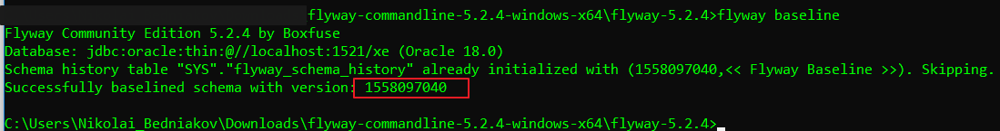 flyway-commandline-5.2.4-windows-x64\flyway-5.2.4>flyway baseline
Flyway Community Edition 5.2.4 by Boxfuse
Database: jdbc:oracle:thin:@//localhost:1521/xe (Oracle 18.0)
Schema history table "SYS"."flyway_schema_history" already initialized with (1558097040,<< Flyway Baseline >>). Skipping.
Successfully baselined schema with version: 1558097040
C:\Users\Nikolai_Bedniakov\Downloads\flyway-commandline-5.2.4-windows-x64\flyway-5.2.4>